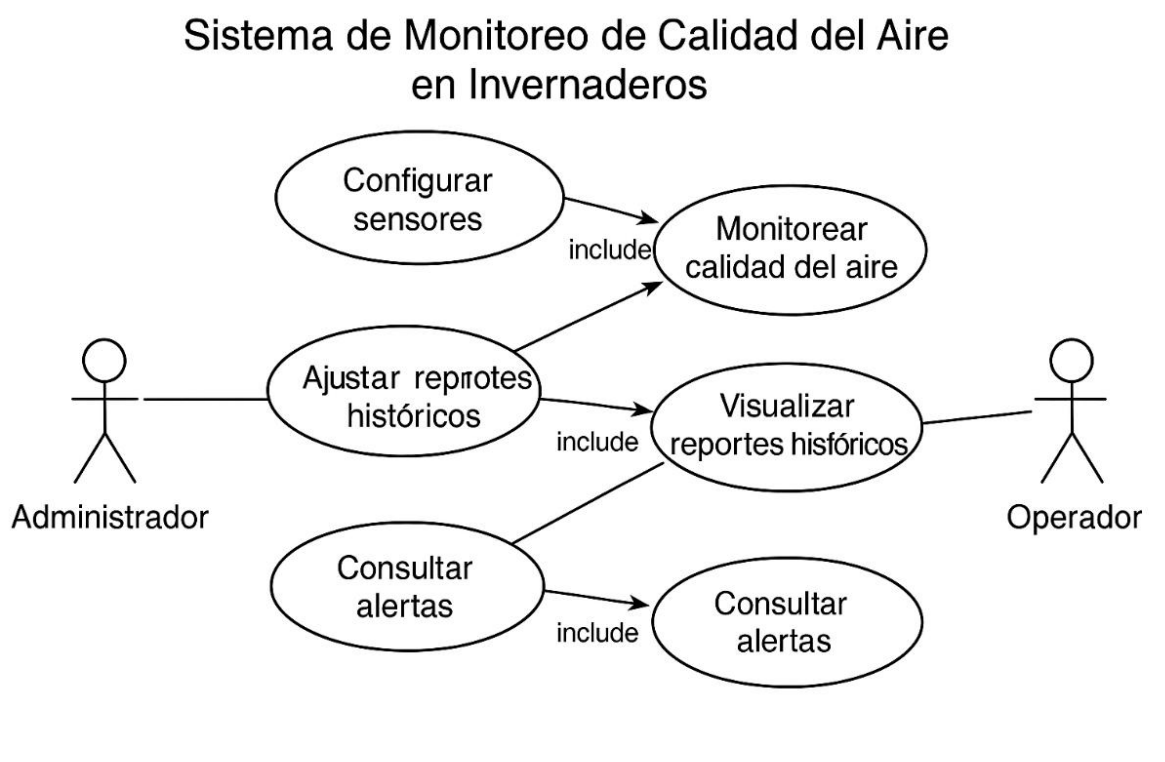 Sistema de Monitoreo de Calidad del Aire
en Invernaderos
Configurar
sensores
include
Monitorear
calidad del aire
Ajustar reprrotes
históricos
include
Visualizar
reportes hisfóricos
Administrador
Operador
Consultar
alertas
include
Consultar
alertas